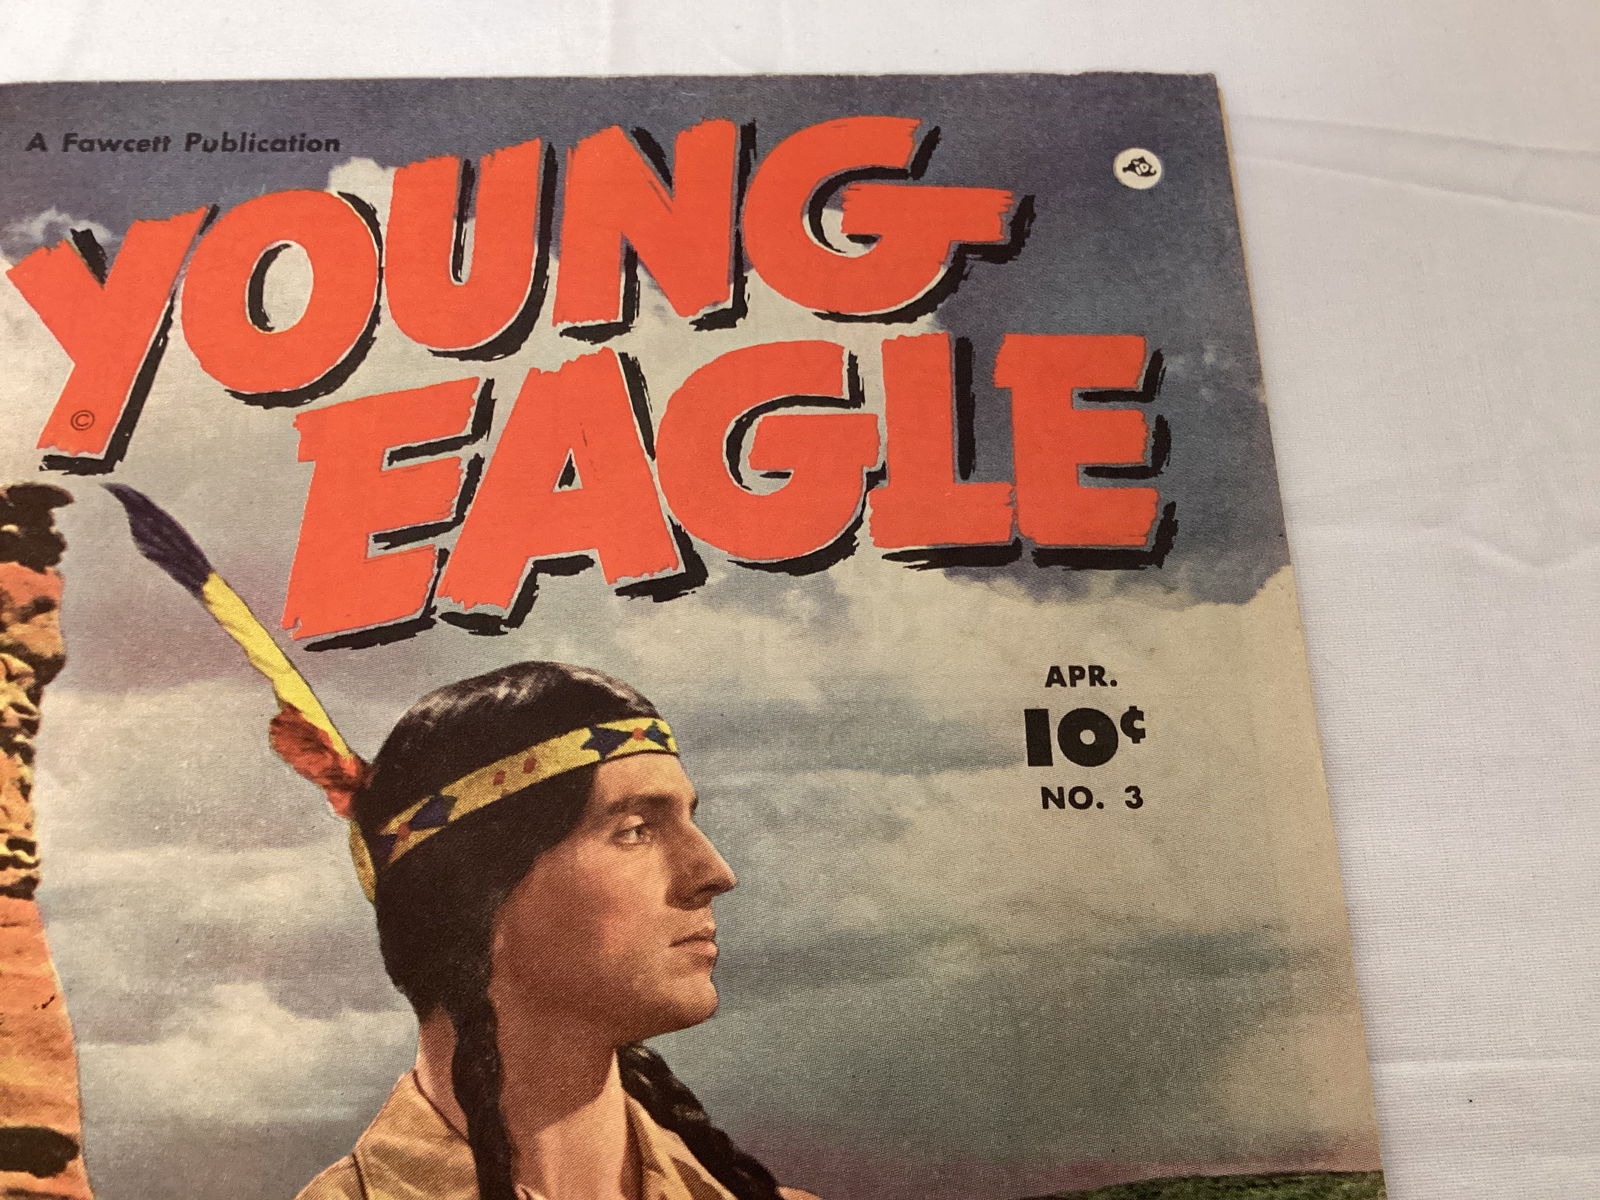 A Fawcett Publication
YOUNG
EAGLE
©
APR.
10¢
NO. 3